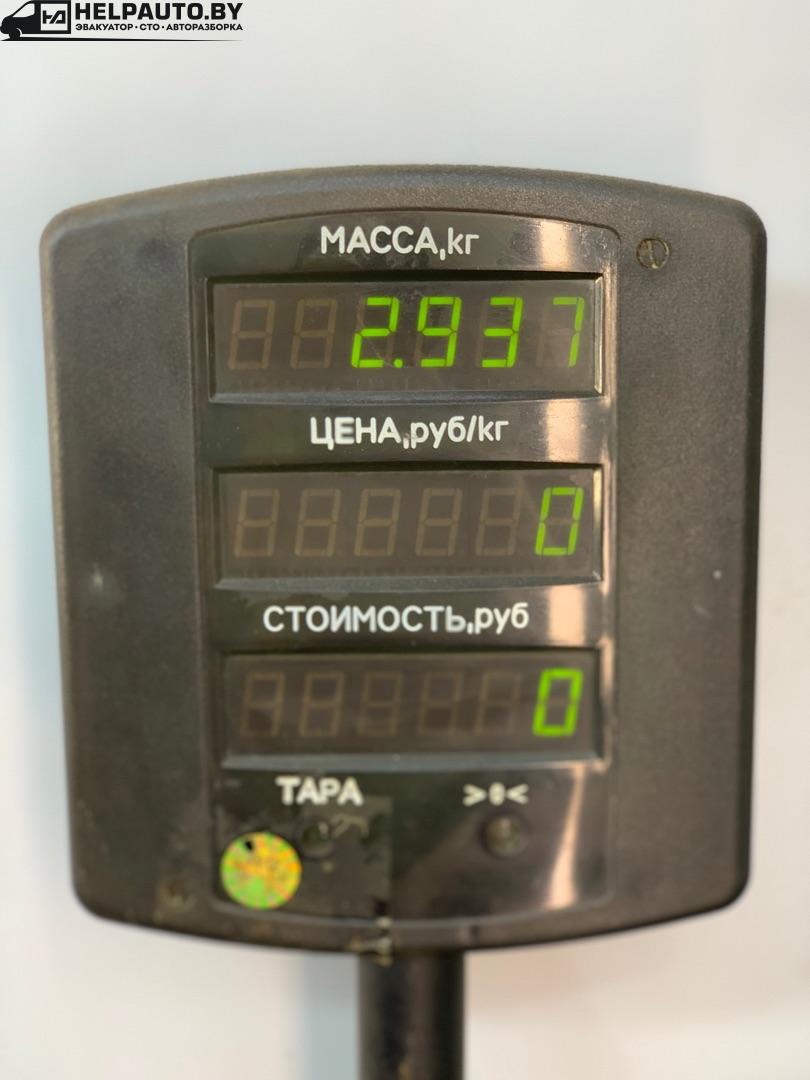 HELPAUTO.BY
ЭВАКУАТОР • СТО • АВТОРАЗБОРКА
МАССА,кг
2.937
ЦЕНА,руб/кг
0
СТОИМОСТЬ,руб
0
ТАРА >0<